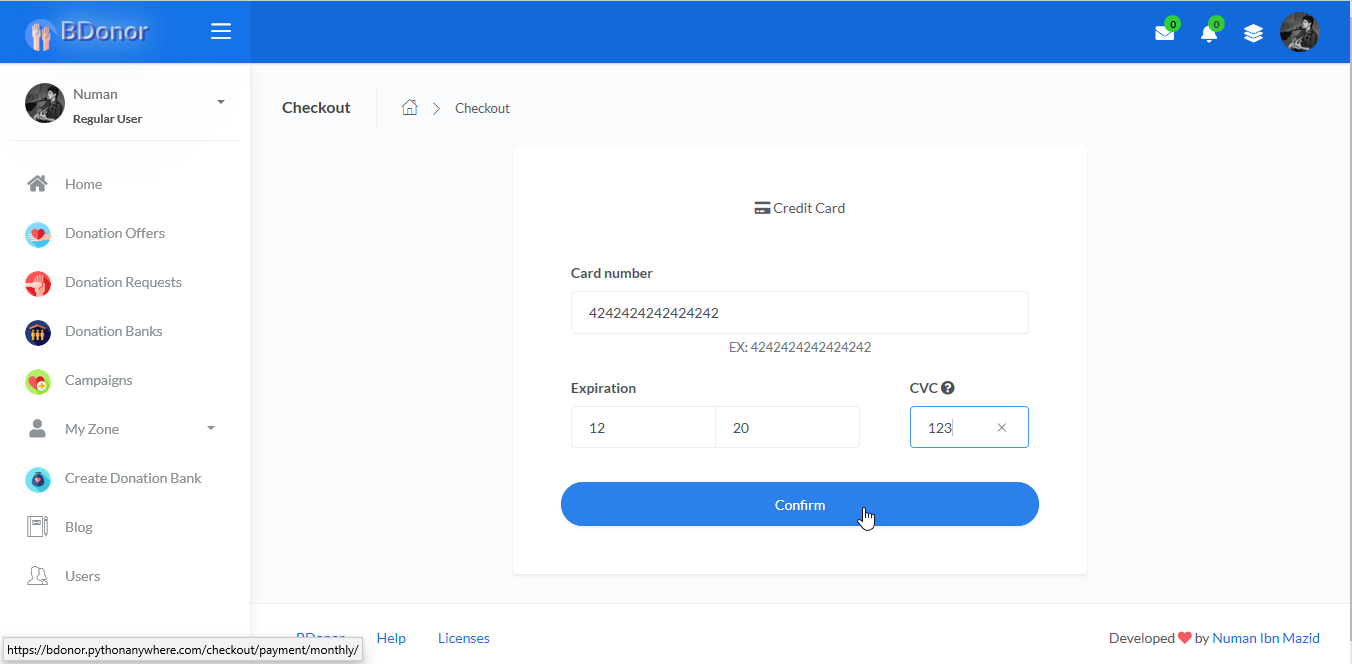 BDonor
0
0
Numan
Regular User
Checkout
Checkout
Home
Donation Offers
Donation Requests
Donation Banks
Campaigns
My Zone
Create Donation Bank
Blog
Users
Credit Card
Card number
4242424242424242
EX: 4242424242424242
Expiration
CVC
12
20
123
Confirm
BDonor Help Licenses
Developed by Numan Ibn Mazid
https://bdonor.pythonanywhere.com/checkout/payment/monthly/